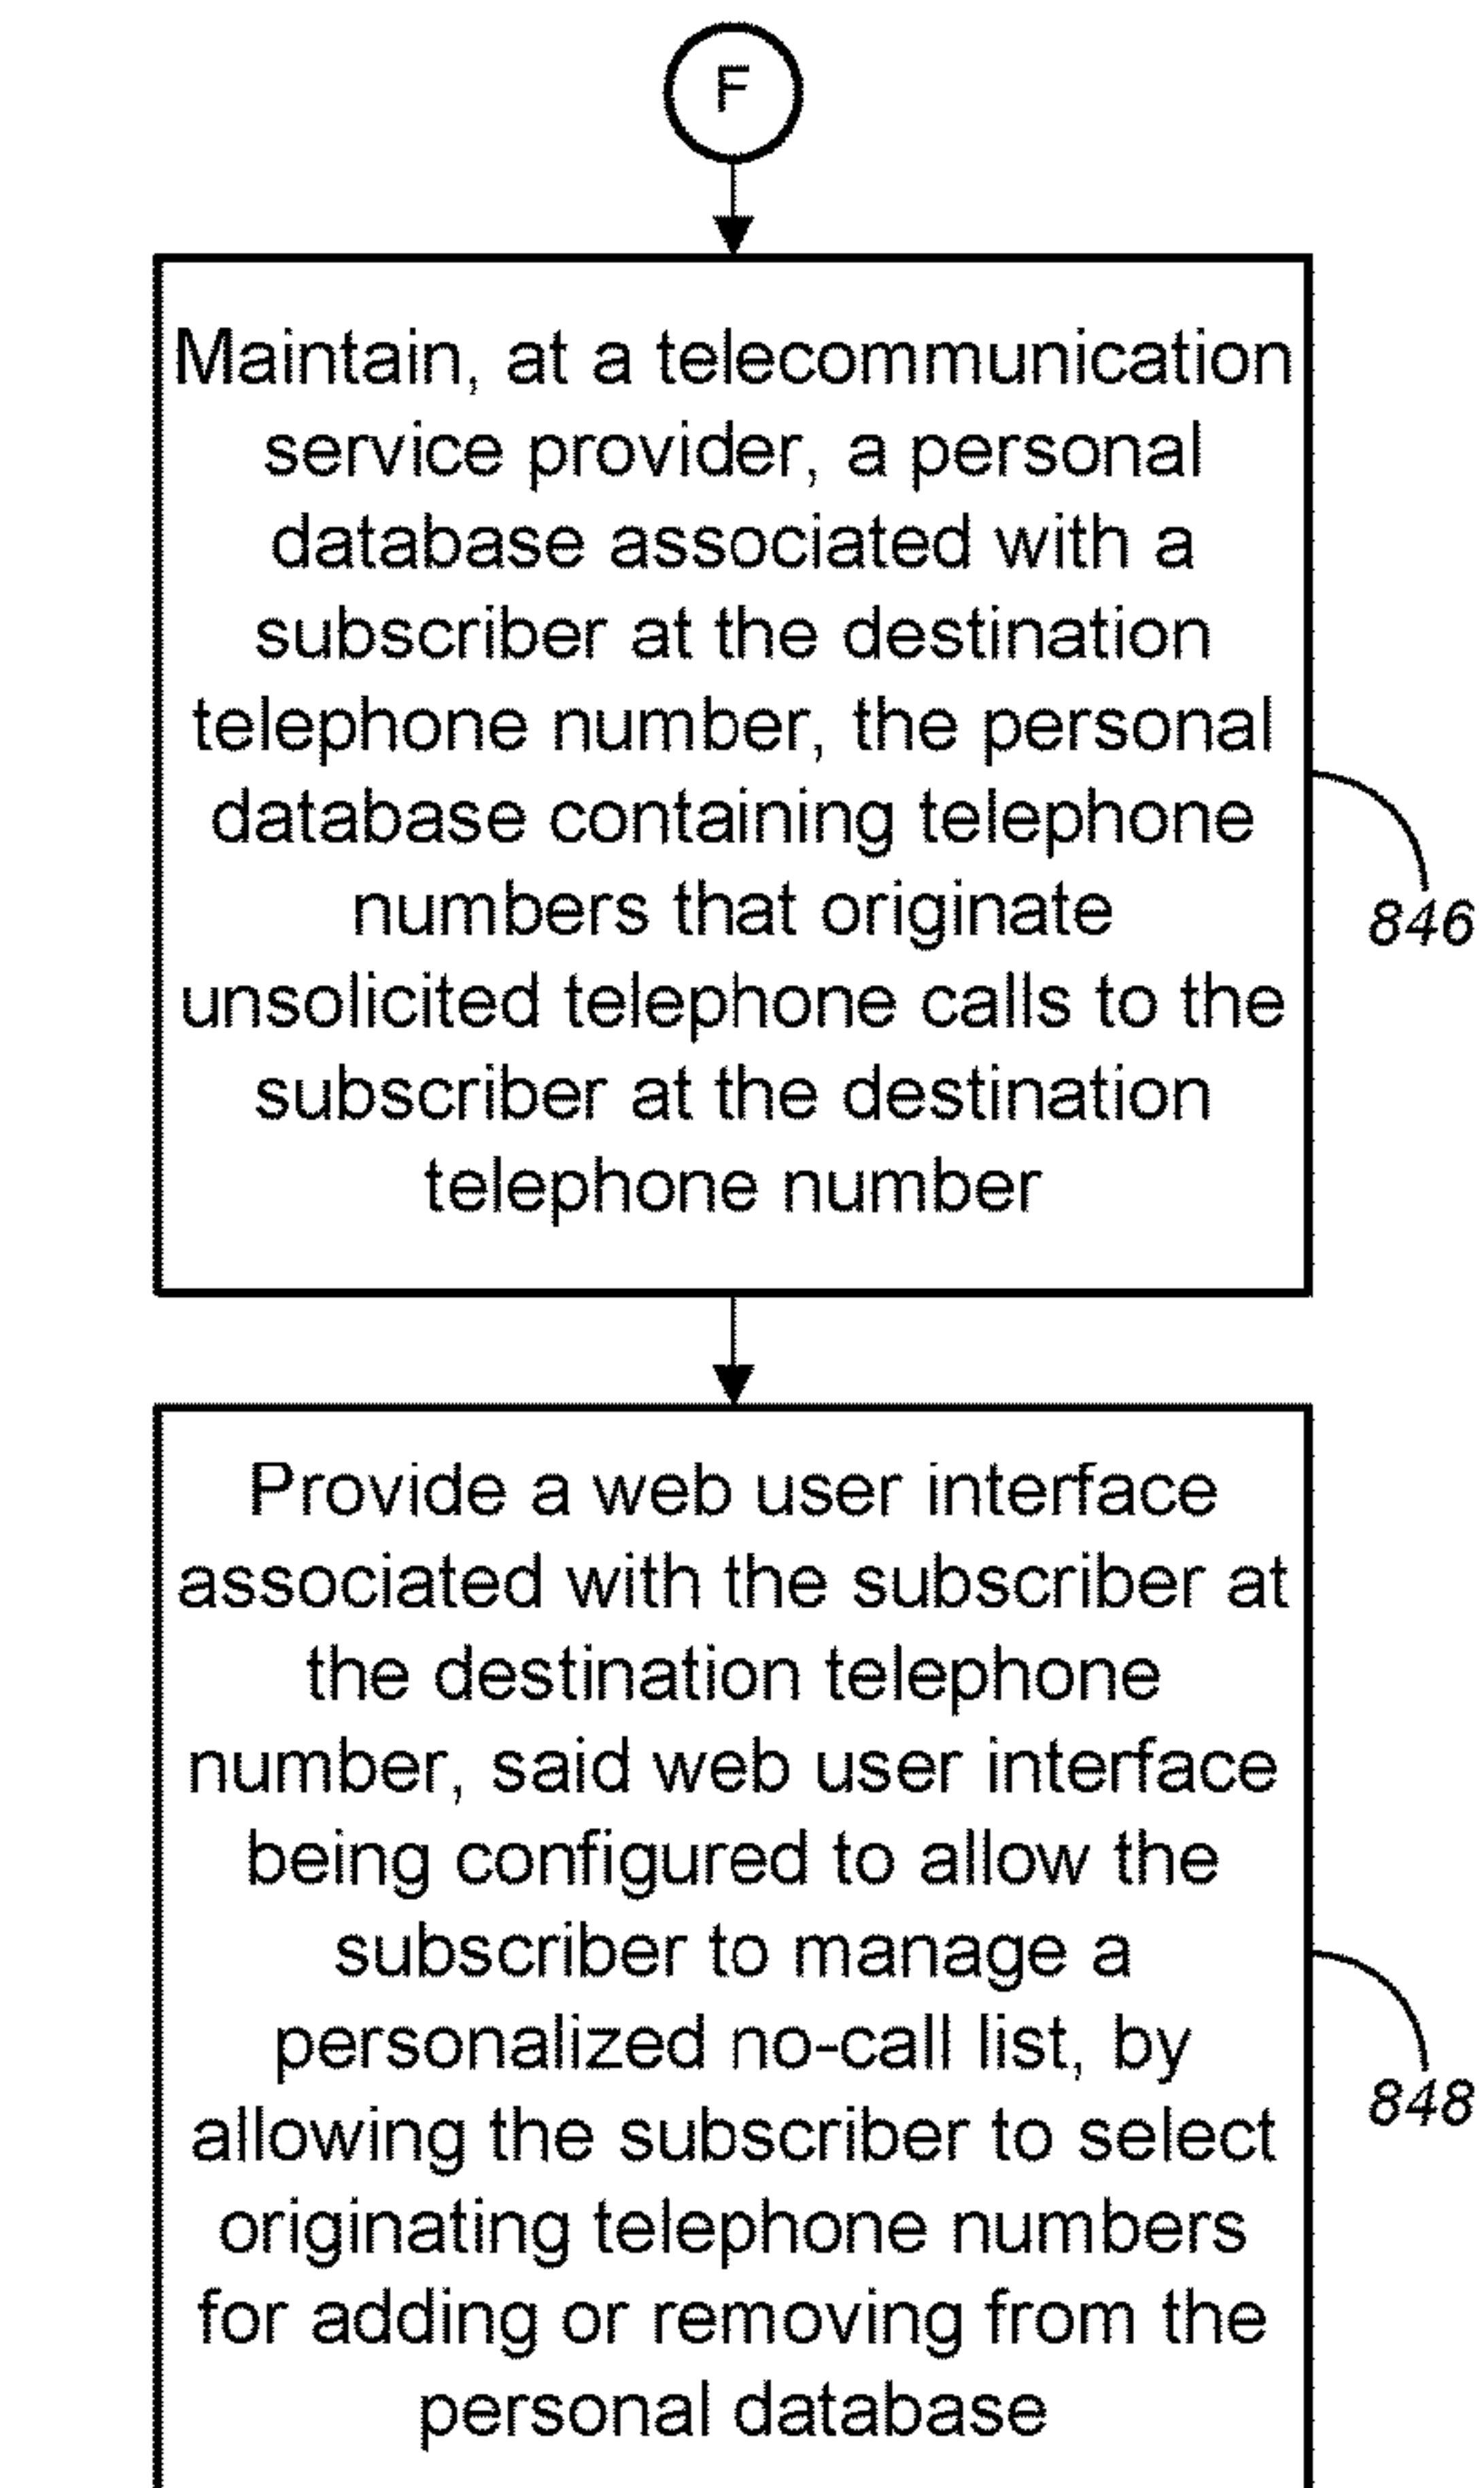 F
Maintain, at a telecommunication
service provider, a personal
database associated with a
subscriber at the destination
telephone number, the personal
database containing telephone
numbers that originate
unsolicited telephone calls to the
subscriber at the destination
telephone number
846
Provide a web user interface
associated with the subscriber at
the destination telephone
number, said web user interface
being configured to allow the
subscriber to manage a
personalized no-call list, by
allowing the subscriber to select
originating telephone numbers
for adding or removing from the
personal database
848